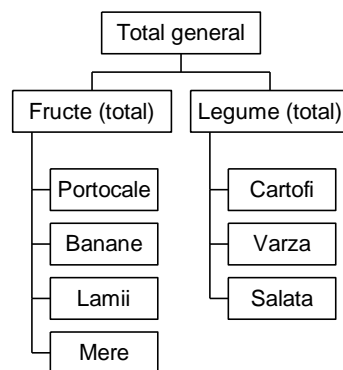 Total general
Fructe (total)
Legume (total)
Portocale
Cartofi
Banane
Varza
Lamii
Salata
Mere